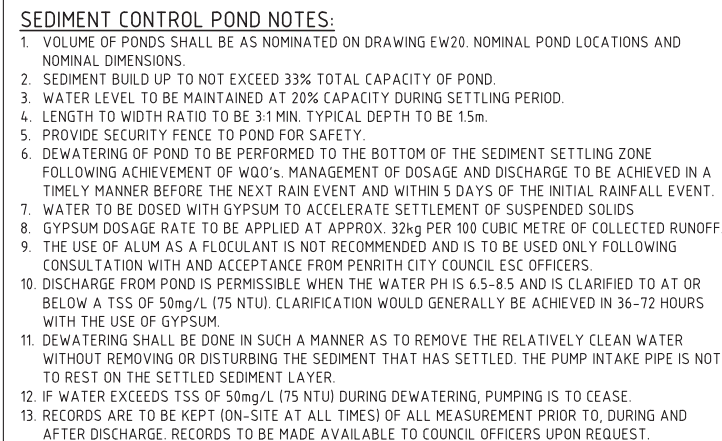 SEDIMENT CONTROL POND NOTES:
1. VOLUME OF PONDS SHALL BE AS NOMINATED ON DRAWING EW20. NOMINAL POND LOCATIONS AND
NOMINAL DIMENSIONS.
2. SEDIMENT BUILD UP TO NOT EXCEED 33% TOTAL CAPACITY OF POND.
3. WATER LEVEL TO BE MAINTAINED AT 20% CAPACITY DURING SETTLING PERIOD.
4. LENGTH TO WIDTH RATIO TO BE 3:1 MIN. TYPICAL DEPTH TO BE 1.5m.
5. PROVIDE SECURITY FENCE TO POND FOR SAFETY.
6. DEWATERING OF POND TO BE PERFORMED TO THE BOTTOM OF THE SEDIMENT SETTLING ZONE
FOLLOWING ACHIEVEMENT OF WQO's. MANAGEMENT OF DOSAGE AND DISCHARGE TO BE ACHIEVED IN A
TIMELY MANNER BEFORE THE NEXT RAIN EVENT AND WITHIN 5 DAYS OF THE INITIAL RAINFALL EVENT.
7. WATER TO BE DOSED WITH GYPSUM TO ACCELERATE SETTLEMENT OF SUSPENDED SOLIDS
8. GYPSUM DOSAGE RATE TO BE APPLIED AT APPROX. 32kg PER 100 CUBIC METRE OF COLLECTED RUNOFF.
9. THE USE OF ALUM AS A FLOCULANT IS NOT RECOMMENDED AND IS TO BE USED ONLY FOLLOWING
CONSULTATION WITH AND ACCEPTANCE FROM PENRITH CITY COUNCIL ESC OFFICERS.
10. DISCHARGE FROM POND IS PERMISSIBLE WHEN THE WATER PH IS 6.5-8.5 AND IS CLARIFIED TO AT OR
BELOW A TSS OF 50mg/L (75 NTU). CLARIFICATION WOULD GENERALLY BE ACHIEVED IN 36-72 HOURS
WITH THE USE OF GYPSUM.
11. DEWATERING SHALL BE DONE IN SUCH A MANNER AS TO REMOVE THE RELATIVELY CLEAN WATER
WITHOUT REMOVING OR DISTURBING THE SEDIMENT THAT HAS SETTLED. THE PUMP INTAKE PIPE IS NOT
TO REST ON THE SETTLED SEDIMENT LAYER.
12. IF WATER EXCEEDS TSS OF 50mg/L (75 NTU) DURING DEWATERING, PUMPING IS TO CEASE.
13. RECORDS ARE TO BE KEPT (ON-SITE AT ALL TIMES) OF ALL MEASUREMENT PRIOR TO, DURING AND
AFTER DISCHARGE. RECORDS TO BE MADE AVAILABLE TO COUNCIL OFFICERS UPON REQUEST.